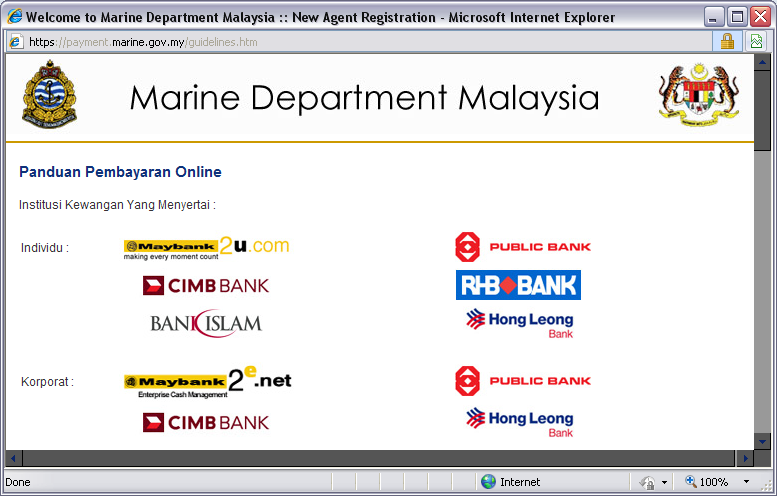 Welcome to Marine Department Malaysia :: New Agent Registration - Microsoft Internet Explorer
https://payment.marine.gov.my/guidelines.htm
Marine Department Malaysia
Panduan Pembayaran Online
Institusi Kewangan Yang Menyertai :
Individu :
Maybank2u.com
making every moment count
PUBLIC BANK
CIMB BANK
RHB BANK
BANK ISLAM
Hong Leong
Bank
Korporat :
Maybank2e.net
Enterprise Cash Management
PUBLIC BANK
CIMB BANK
Hong Leong
Bank
Done
Internet
100%